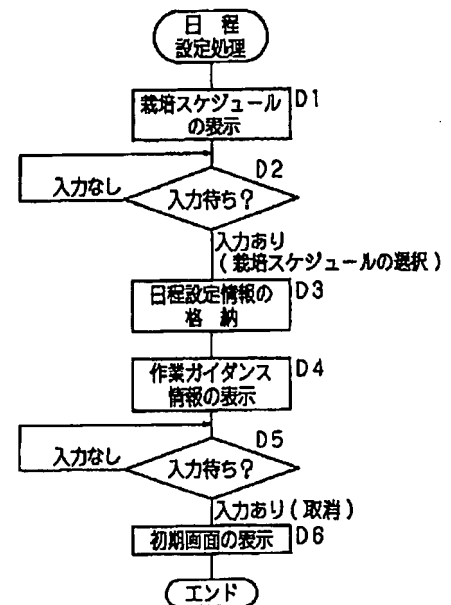 日 程
設定処理
栽培スケジュール
の表示
D1
D2
入力なし
入力待ち?
入力あり
(栽培スケジュールの選択)
日程設定情報の
格 納
D3
作業ガイダンス
情報の表示
D4
D5
入力なし
入力待ち?
入力あり(取消)
初期画面の表示
D6
エンド